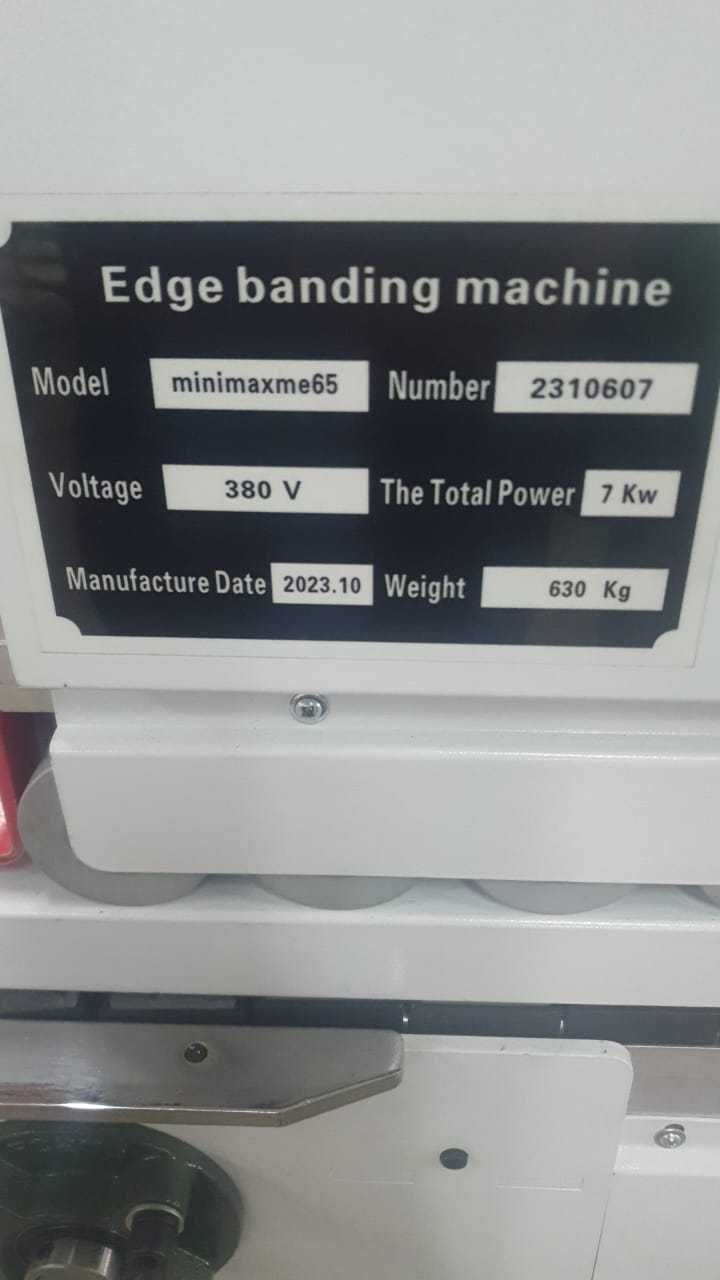 Edge banding machine
Model minimaxme65 Number 2310607
Voltage 380 V The Total Power 7 Kw
Manufacture Date 2023.10 Weight 630 Kg